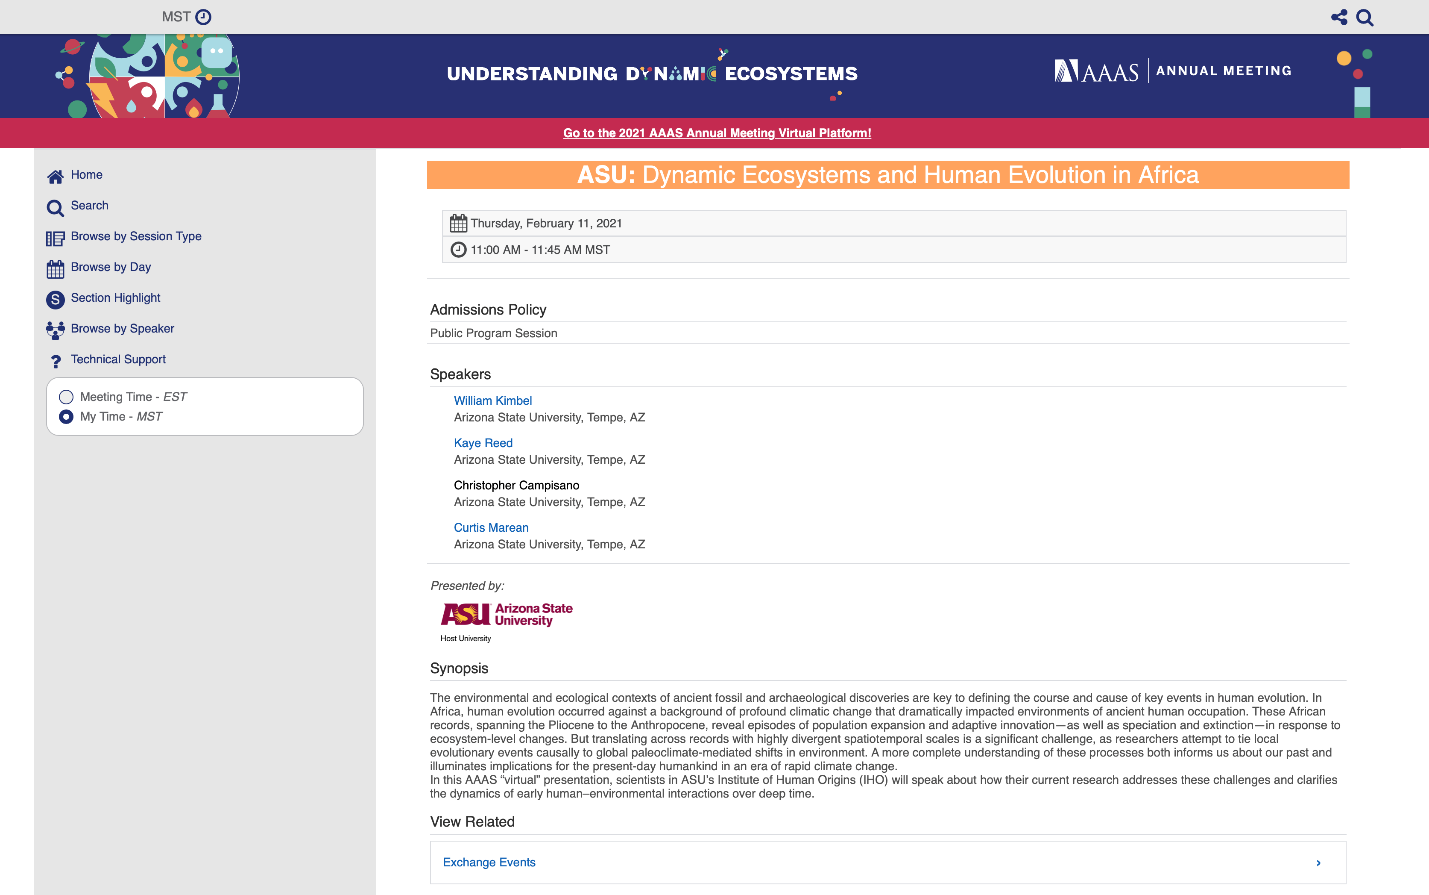 MST
UNDERSTANDING DYNAMIC ECOSYSTEMS
AAAS ANNUAL MEETING
Go to the 2021 AAAS Annual Meeting Virtual Platform!
Home
Search
Browse by Session Type
Browse by Day
S Section Highlight
Browse by Speaker
? Technical Support
Meeting Time - EST
My Time - MST
ASU: Dynamic Ecosystems and Human Evolution in Africa
Thursday, February 11, 2021
11:00 AM - 11:45 AM MST
Admissions Policy
Public Program Session
Speakers
William Kimbel
Arizona State University, Tempe, AZ
Kaye Reed
Arizona State University, Tempe, AZ
Christopher Campisano
Arizona State University, Tempe, AZ
Curtis Marean
Arizona State University, Tempe, AZ
Presented by:
ASU Arizona State
University
Host University
Synopsis
The environmental and ecological contexts of ancient fossil and archaeological discoveries are key to defining the course and cause of key events in human evolution. In
Africa, human evolution occurred against a background of profound climatic change that dramatically impacted environments of ancient human occupation. These African
records, spanning the Pliocene to the Anthropocene, reveal episodes of population expansion and adaptive innovation—as well as speciation and extinction—in response to
ecosystem-level changes. But translating across records with highly divergent spatiotemporal scales is a significant challenge, as researchers attempt to tie local
evolutionary events causally to global paleoclimate-mediated shifts in environment. A more complete understanding of these processes both informs us about our past and
illuminates implications for the present-day humankind in an era of rapid climate change.
In this AAAS “virtual” presentation, scientists in ASU’s Institute of Human Origins (IHO) will speak about how their current research addresses these challenges and clarifies
the dynamics of early human–environmental interactions over deep time.
View Related
Exchange Events ›